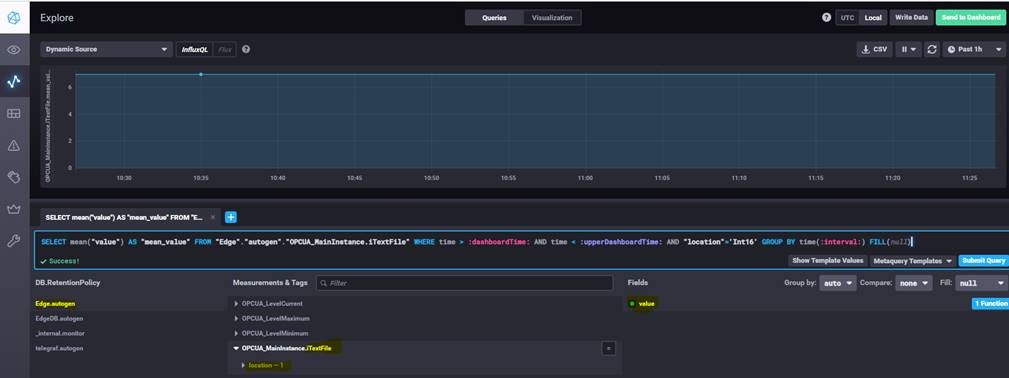 Explore
Queries
Visualization
?
UTC
Local
Write Data
Send to Dashboard
Dynamic Source
InfluxQL
Flux
?
CSV
Past 1h
OPCUA_MainInstance.iTextFile.mean_val...
6
4
2
0
10:30
10:35
10:40
10:45
10:50
10:55
11:00
11:05
11:10
11:15
11:20
11:25
SELECT mean("value") AS "mean_value" FROM "E...
SELECT mean("value") AS "mean_value" FROM "Edge"."autogen"."OPCUA_MainInstance.iTextFile" WHERE time > :dashboardTime: AND time < :upperDashboardTime: AND "location"='Int16' GROUP BY time(:interval:) FILL(null)
Success!
Show Template Values
Metaquery Templates
Submit Query
DB.RetentionPolicy
Measurements & Tags
Filter
Fields
Group by:
auto
Compare:
none
Fill:
null
Edge.autogen
OPCUA_LevelCurrent
value
1 Function
EdgeDB.autogen
OPCUA_LevelMaximum
_internal.monitor
OPCUA_LevelMinimum
telegraf.autogen
OPCUA_MainInstance.iTextFile
=
location — 1